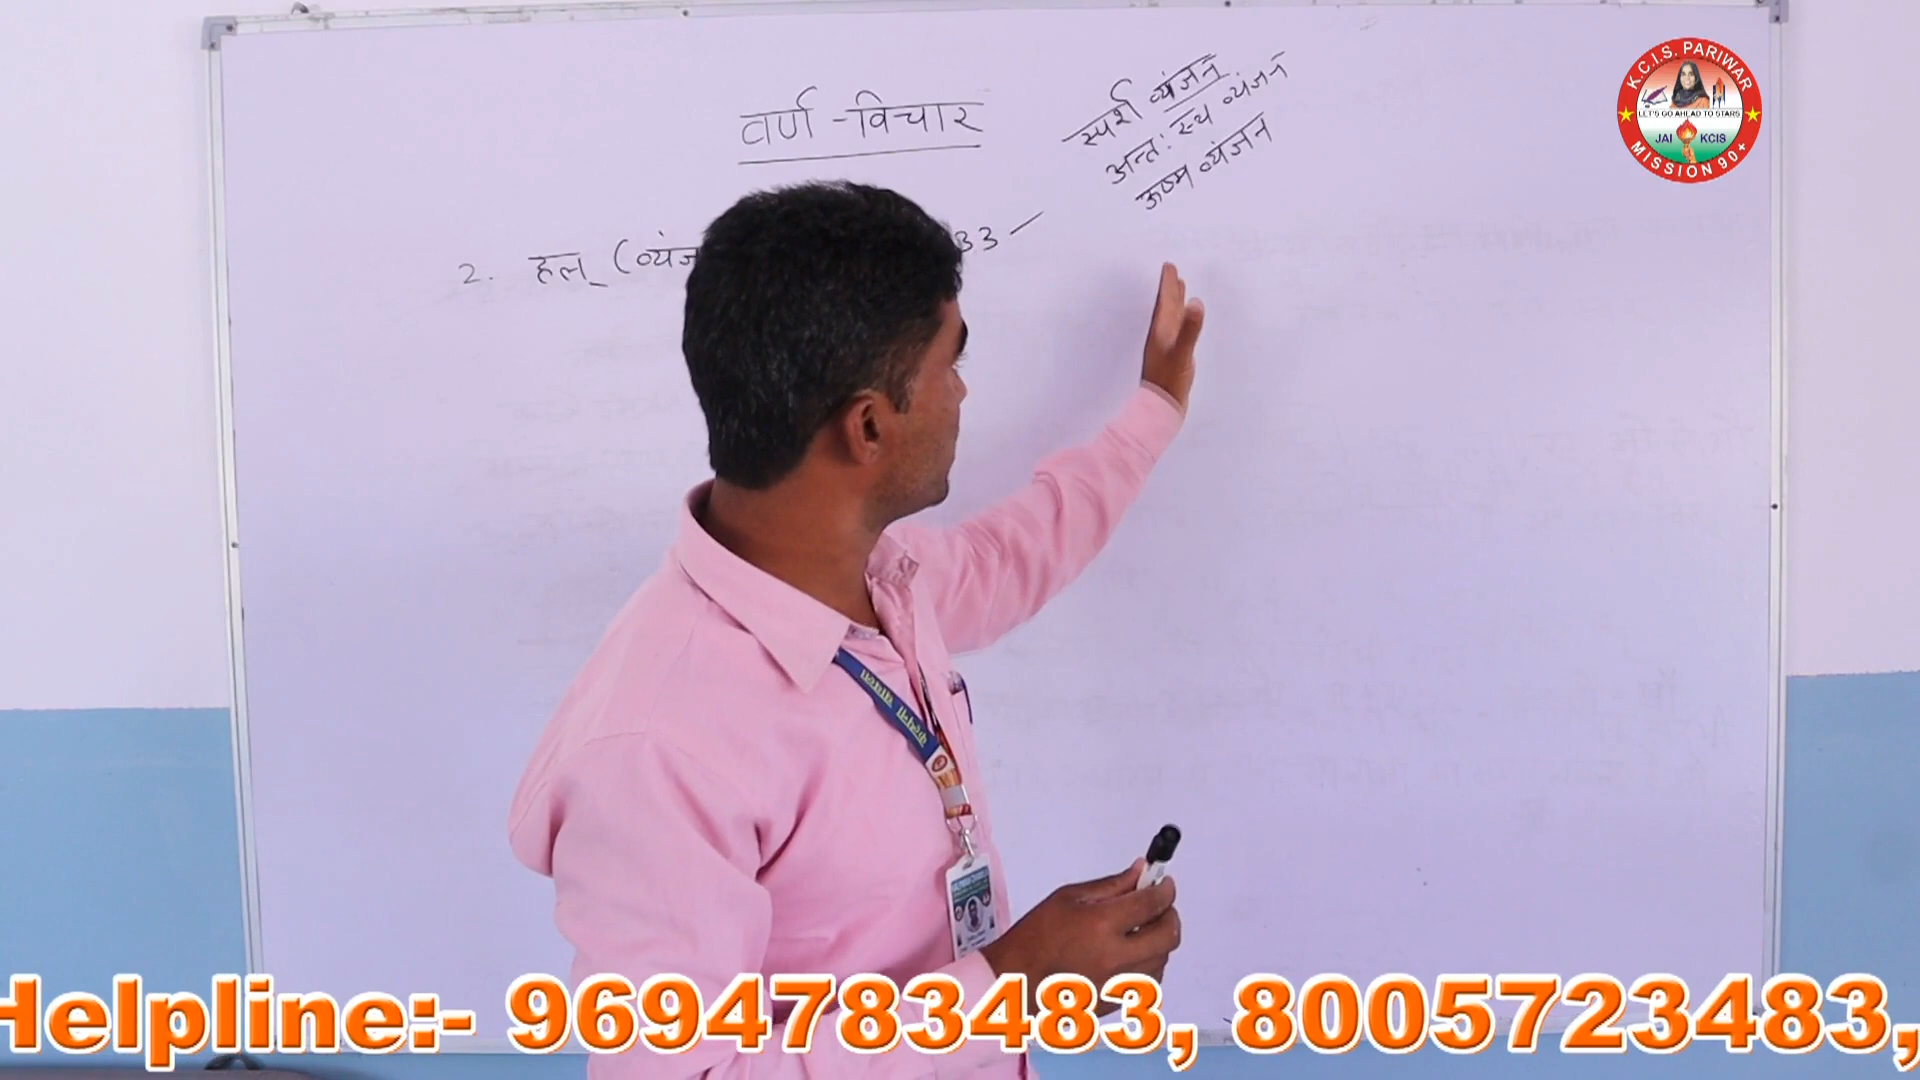 वर्ण - विचार
स्पर्श व्यंजन
अन्त: स्थ व्यंजन
ऊष्म व्यंजन
2. हल् (व्यंज 33 -
K.C.I.S. PARIWAR
LET'S GO AHEAD TO STARS
JAI KCIS
MISSION 90+
Helpline:- 9694783483, 8005723483,